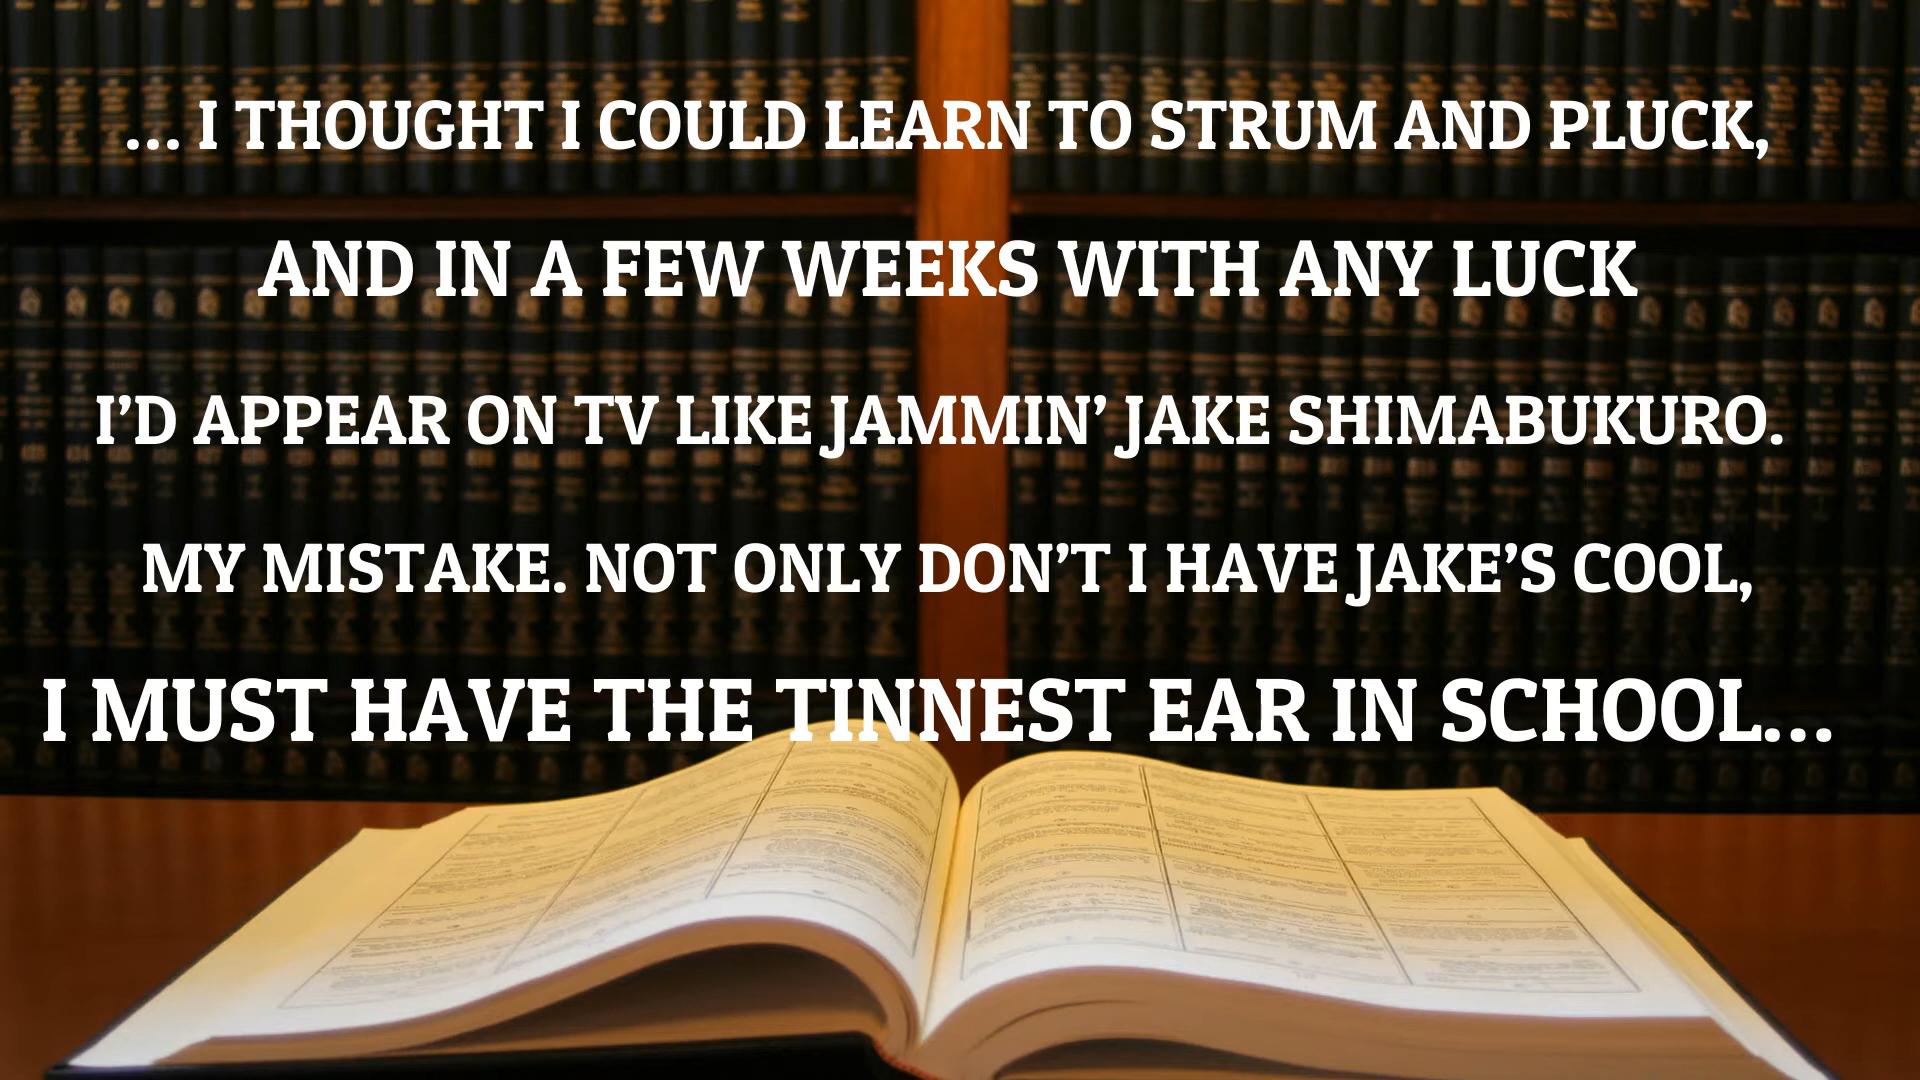 ... I THOUGHT I COULD LEARN TO STRUM AND PLUCK,
AND IN A FEW WEEKS WITH ANY LUCK
I’D APPEAR ON TV LIKE JAMMIN’ JAKE SHIMABUKURO.
MY MISTAKE. NOT ONLY DON’T I HAVE JAKE’S COOL,
I MUST HAVE THE TINNEST EAR IN SCHOOL...